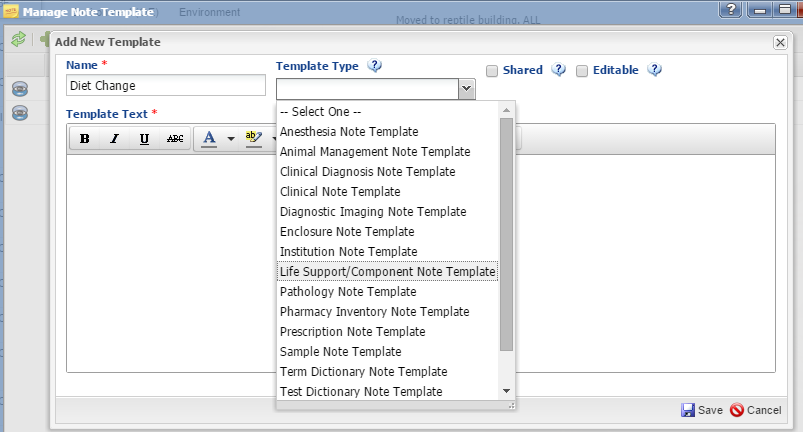 Manage Note Template
Environment
Moved to reptile building. ALL
Add New Template
Name *
Template Type
Shared
Editable
Diet Change
Template Text *
B I U ABC A ab
-- Select One --
Anesthesia Note Template
Animal Management Note Template
Clinical Diagnosis Note Template
Clinical Note Template
Diagnostic Imaging Note Template
Enclosure Note Template
Institution Note Template
Life Support/Component Note Template
Pathology Note Template
Pharmacy Inventory Note Template
Prescription Note Template
Sample Note Template
Term Dictionary Note Template
Test Dictionary Note Template
Save
Cancel